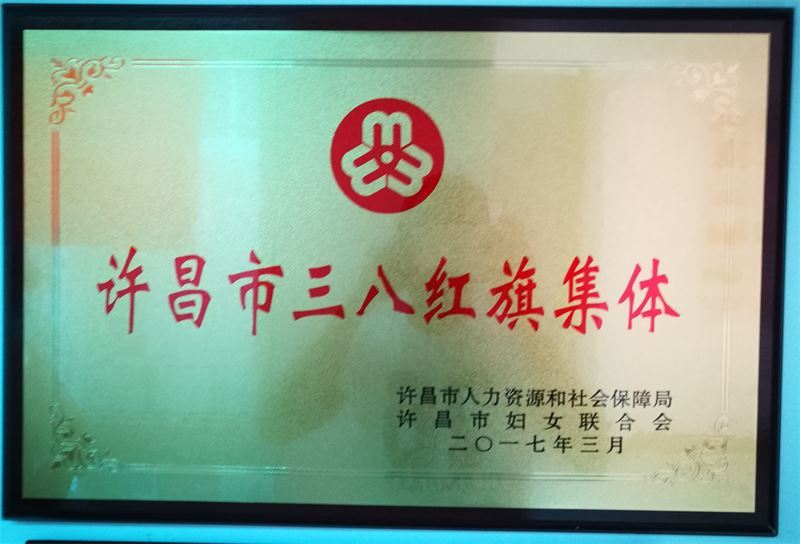 许昌市三八红旗集体
许昌市人力资源和社会保障局
许昌市妇女联合会
二〇一七年三月